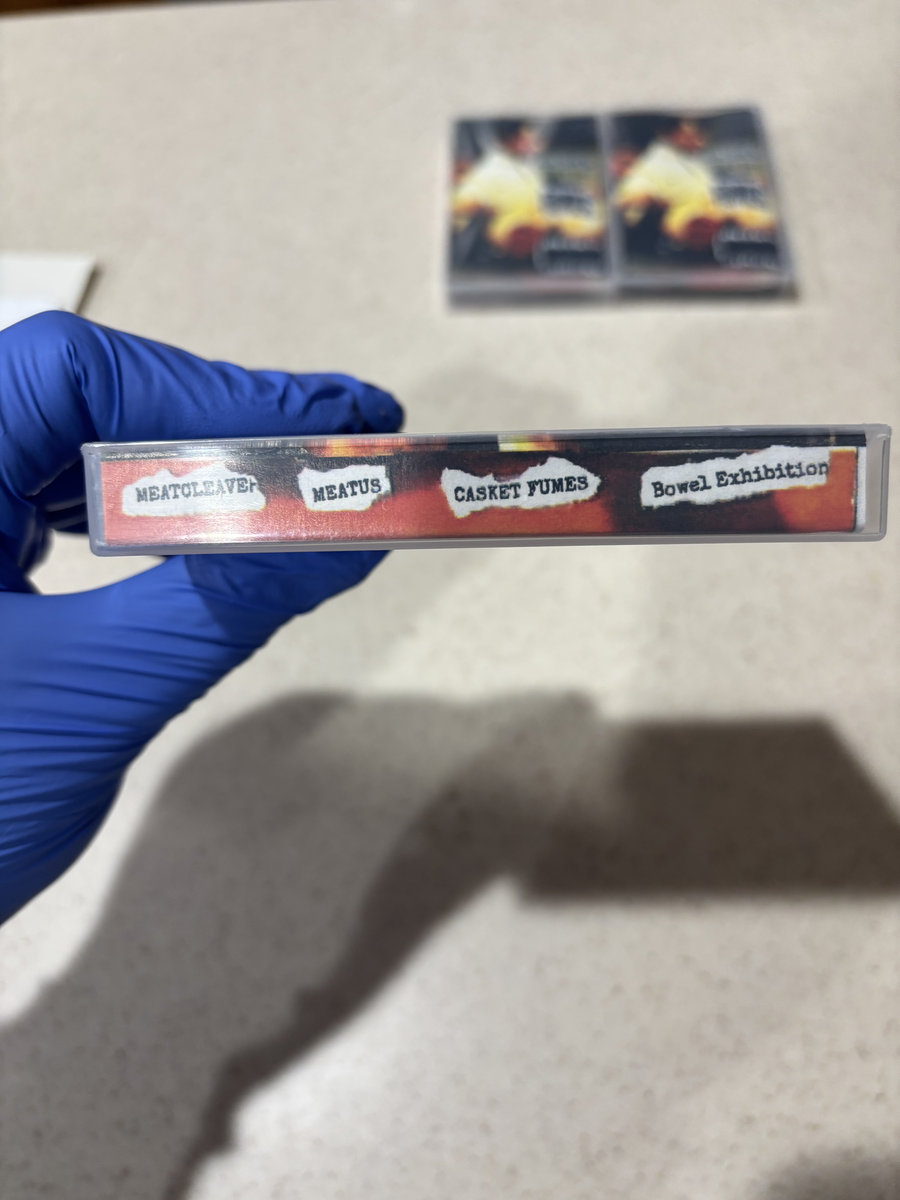 MEATCLEAVER
MEATUS
CASKET FUMES
Bowel Exhibition